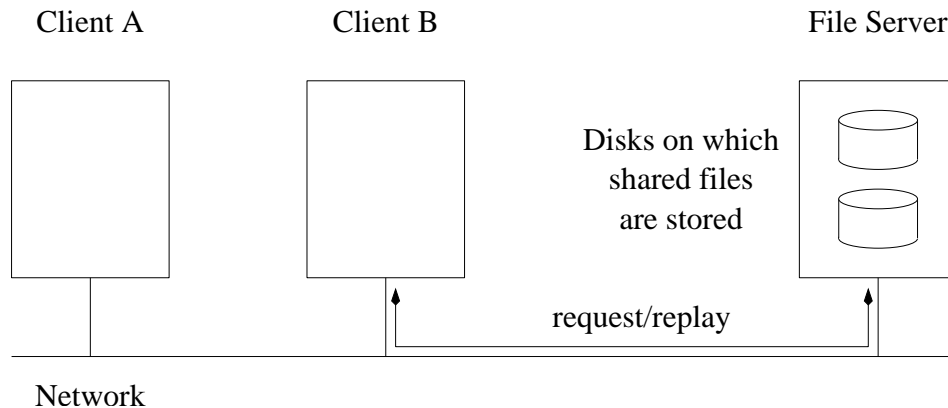 Client A
Client B
File Server
Disks on which
shared files
are stored
request/replay
Network